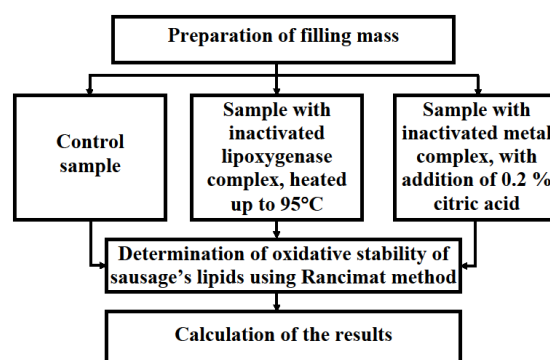 Preparation of filling mass
Control
sample
Sample with
inactivated
lipoxygenase
complex, heated
up to 95°C
Sample with
inactivated metal
complex, with
addition of 0.2 %
citric acid
Determination of oxidative stability of
sausage's lipids using Rancimat method
Calculation of the results